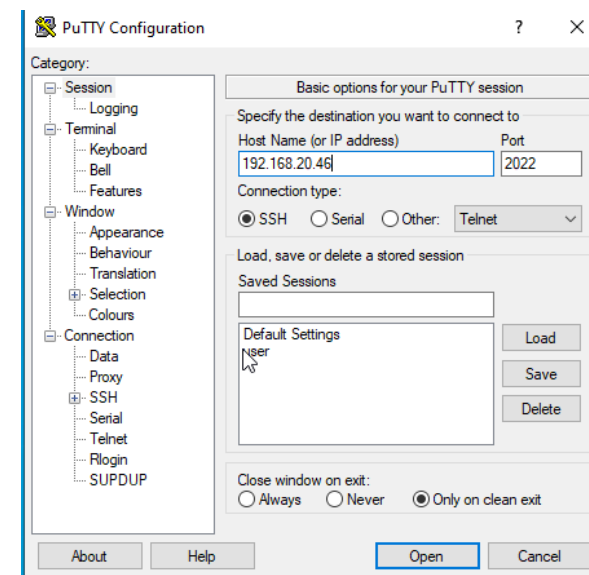 PuTTY Configuration
Category:
Session
Logging
Terminal
Keyboard
Bell
Features
Window
Appearance
Behaviour
Translation
Selection
Colours
Connection
Data
Proxy
SSH
Serial
Telnet
Rlogin
SUPDUP
Basic options for your PuTTY session
Specify the destination you want to connect to
Host Name (or IP address) Port
192.168.20.46 2022
Connection type:
SSH Serial Other: Telnet
Load, save or delete a stored session
Saved Sessions
Default Settings
user
Load
Save
Delete
Close window on exit:
Always Never Only on clean exit
About Help Open Cancel